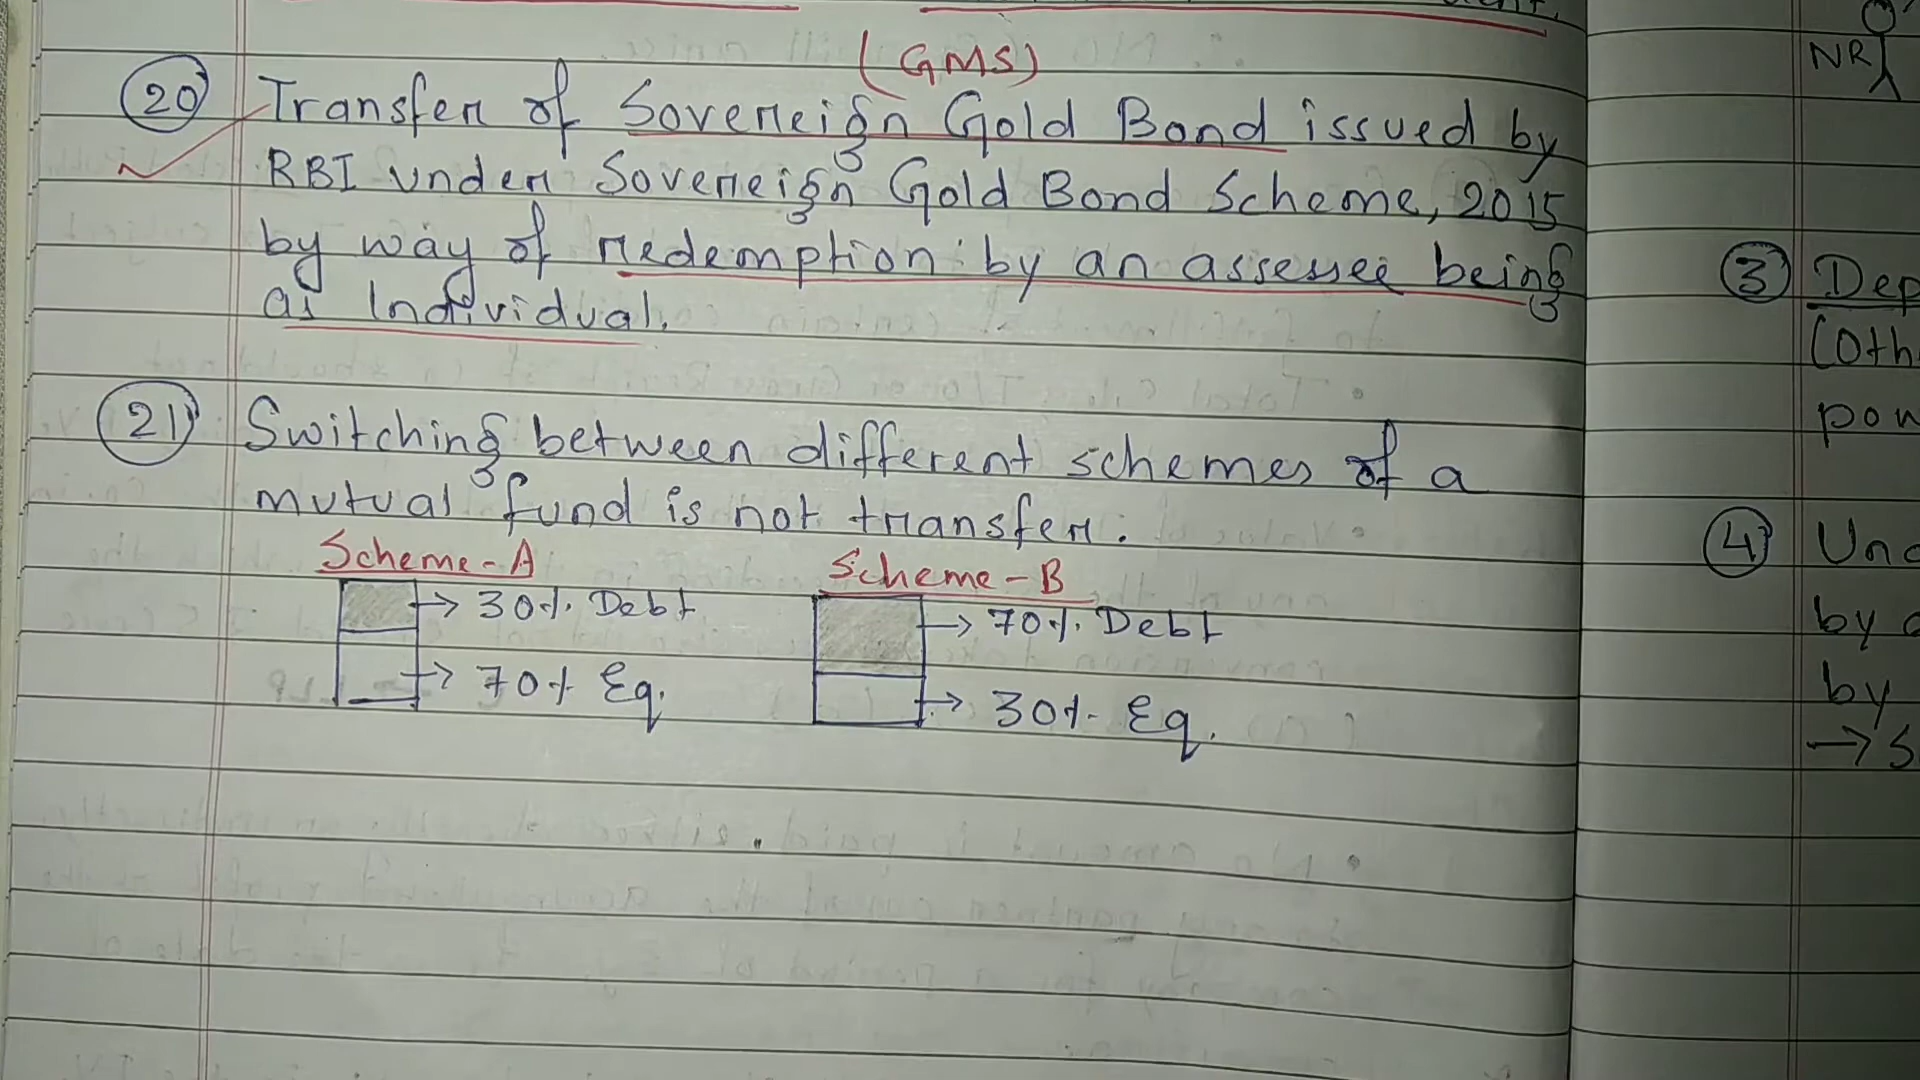 (GMS)
20 Transfer of Sovereign Gold Bond issued by
RBI under Sovereign Gold Bond Scheme, 2015
by way of redemption by an assessee being
as Individual.
21 Switching between different schemes of a
mutual fund is not transfer.
Scheme-A
→ 30% Debt
→ 70% Eq.
Scheme-B
→ 70% Debt
→ 30% Eq.
NR
3 Dep
(Oth
pow
4 Und
by
by
→ S